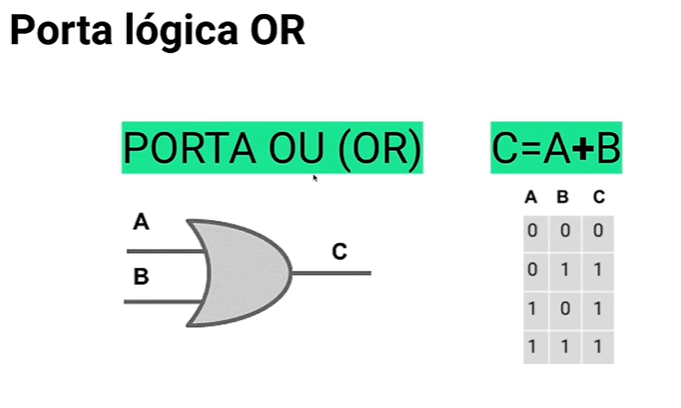 Porta lógica OR
PORTA OU (OR)
C=A+B
A
B
C
A B C
0 0 0
0 1 1
1 0 1
1 1 1